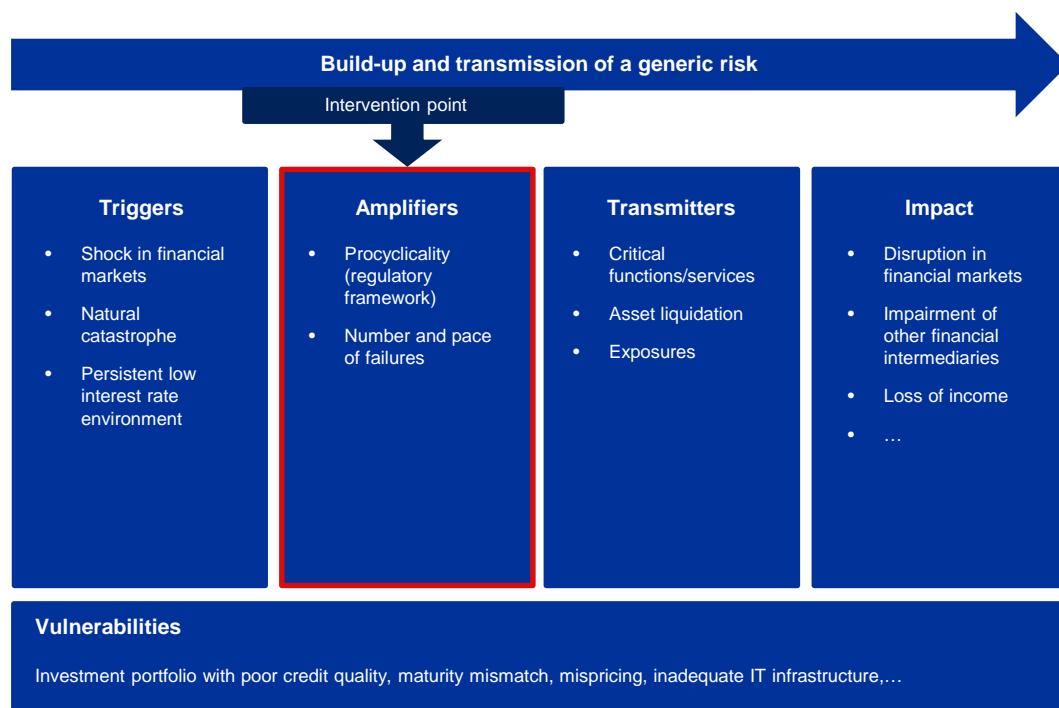 Build-up and transmission of a generic risk
Intervention point
Triggers
• Shock in financial
markets
• Natural
catastrophe
• Persistent low
interest rate
environment
Amplifiers
• Procyclicality
(regulatory
framework)
• Number and pace
of failures
Transmitters
• Critical
functions/services
• Asset liquidation
• Exposures
Impact
• Disruption in
financial markets
• Impairment of
other financial
intermediaries
• Loss of income
• …
Vulnerabilities
Investment portfolio with poor credit quality, maturity mismatch, mispricing, inadequate IT infrastructure,…